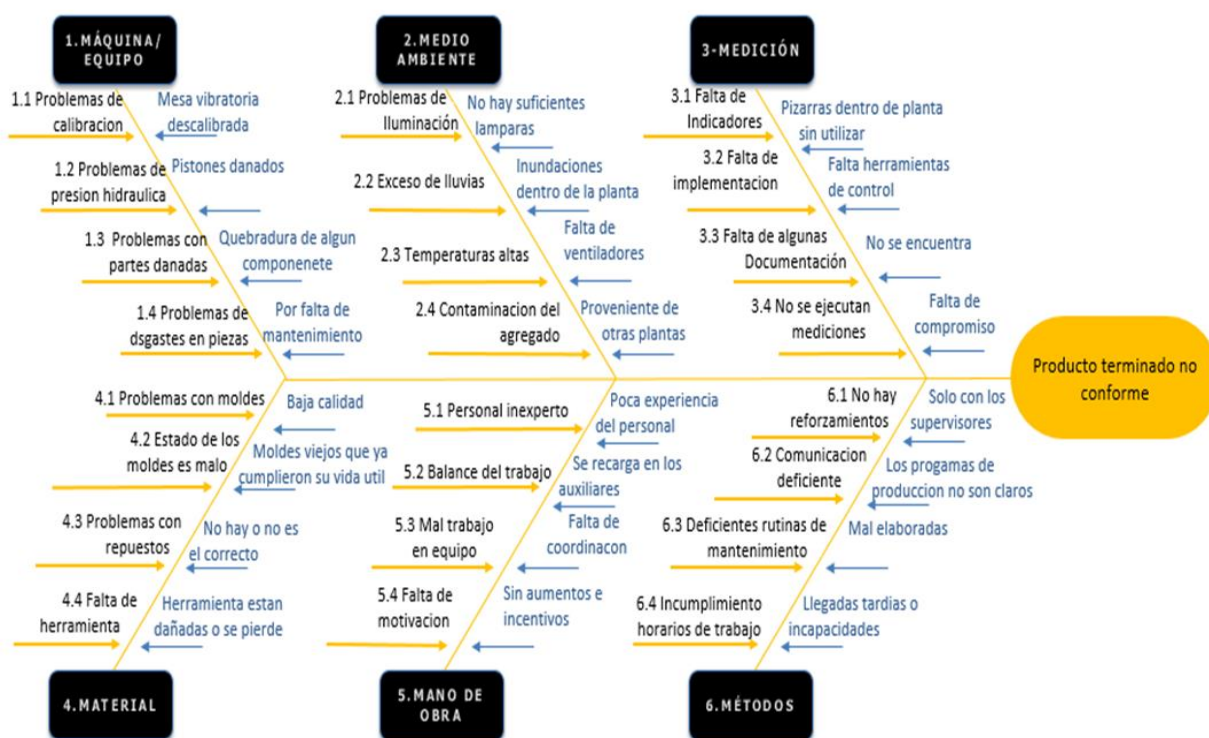 1.MÁQUINA/
EQUIPO
2.MEDIO
AMBIENTE
3-MEDICIÓN
1.1 Problemas de
calibracion
Mesa vibratoria
descalibrada
1.2 Problemas de
presion hidraulica
Pistones danados
1.3 Problemas con
partes danadas
Quebradura de algun
componenete
1.4 Problemas de
dsgastes en piezas
Por falta de
mantenimiento
2.1 Problemas de
Iluminación
No hay suficientes
lamparas
2.2 Exceso de lluvias
Inundaciones
dentro de la planta
2.3 Temperaturas altas
Falta de
ventiladores
2.4 Contaminacion del
agregado
Proveniente de
otras plantas
3.1 Falta de
Indicadores
Pizarras dentro de planta
sin utilizar
3.2 Falta de
implementacion
Falta herramientas
de control
3.3 Falta de algunas
Documentación
No se encuentra
3.4 No se ejecutan
mediciones
Falta de
compromiso
Producto terminado no
conforme
4.1 Problemas con moldes
Baja calidad
4.2 Estado de los
moldes es malo
Moldes viejos que ya
cumplieron su vida util
4.3 Problemas con
repuestos
No hay o no es
el correcto
4.4 Falta de
herramienta
Herramienta estan
dañadas o se pierde
5.1 Personal inexperto
Poca experiencia
del personal
5.2 Balance del trabajo
Se recarga en los
auxiliares
5.3 Mal trabajo
en equipo
Falta de
coordinacon
5.4 Falta de
motivacion
Sin aumentos e
incentivos
6.1 No hay
reforzamientos
Solo con los
supervisores
6.2 Comunicacion
deficiente
Los progamas de
produccion no son claros
6.3 Deficientes rutinas de
mantenimiento
Mal elaboradas
6.4 Incumplimiento
horarios de trabajo
Llegadas tardias o
incapacidades
4.MATERIAL
5.MANO DE
OBRA
6.MÉTODOS